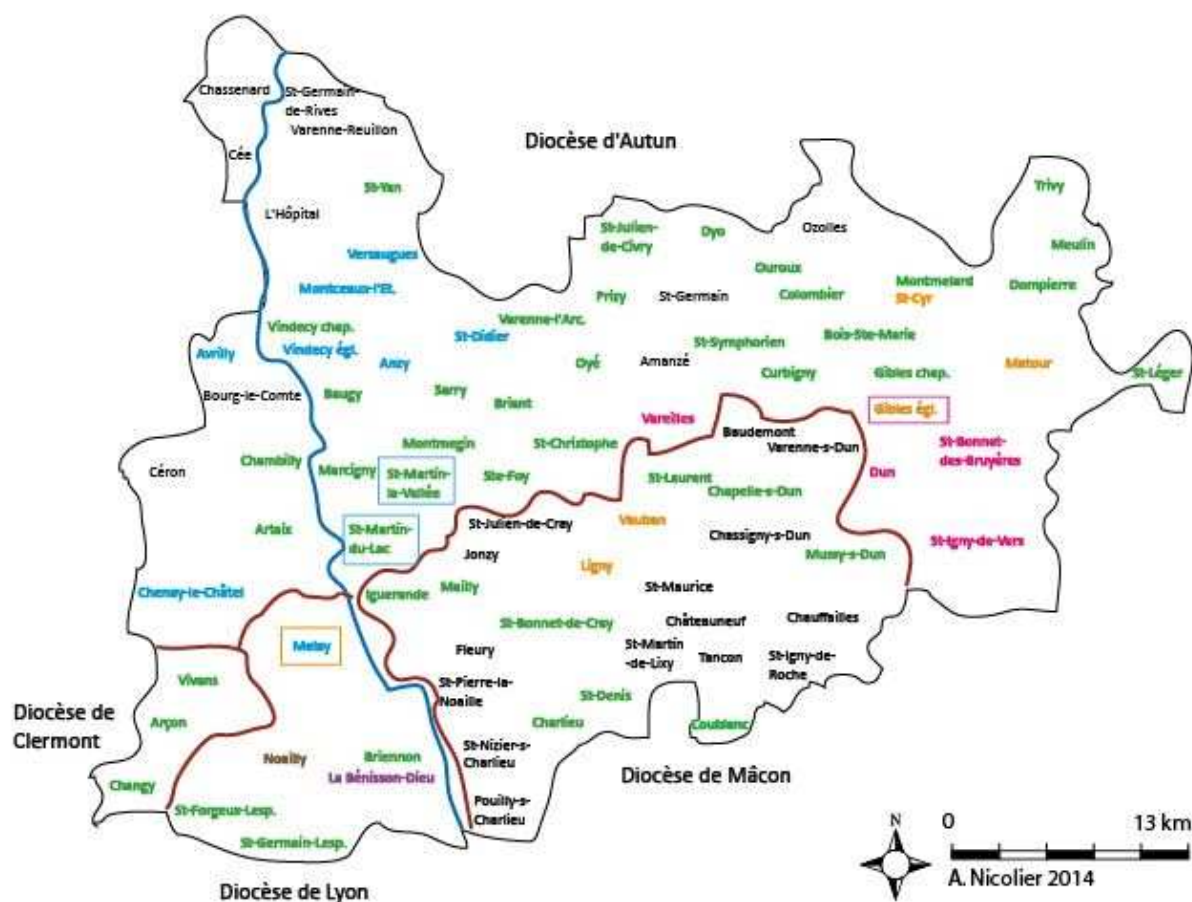 Chassenard
St-Germain-
de-Rives
Varenne-Reuillon
Diocèse d'Autun
Cée
St-Yan
Trivy
L'Hôpital
St-Julien-
de-Civry
Dyo
Ozolles
Meulin
Versaugues
Ouroux
Montceaux-l'Et.
Prizy
St-Germain
Colombier
Montmelard
St-Cyr
Dompierre
Vindecy chap.
Varenne-l'Arc.
Avrilly
Vindecy égl.
Anzy
St-Didier
St-Symphorien
Bois-Ste-Marie
Oyé
Amanzé
Matour
Curbigny
Gibles chap.
St-Léger
Bourg-le-Comte
Baugy
Sarry
Briant
Vareilles
Gibles égl.
Baudemont
Varenne-s-Dun
St-Bonnet-
des-Bruyères
Montmegin
St-Christophe
Céron
Chambilly
Marcigny
St-Martin-
la-Vallée
Ste-Foy
St-Laurent
Chapelle-s-Dun
Dun
Artaix
St-Martin-
du-Lac
St-Julien-de-Cray
Vauban
Chassigny-s-Dun
St-Igny-de-Vers
Jonzy
Mussy-s-Dun
Ligny
Chenay-le-Châtel
Iguerande
Mailly
St-Maurice
St-Bonnet-de-Cray
Châteauneuf
Chauffailles
Melay
Fleury
St-Martin
-de-Lixy
Tancon
St-Igny-de-
Roche
Vivans
St-Pierre-la-
Noaille
St-Denis
Diocèse de
Clermont
Arçon
Charlieu
Coublanc
Noailly
Briennon
La Bénisson-Dieu
St-Nizier-s-
Charlieu
Diocèse de Mâcon
Changy
St-Forgeux-Lesp.
Pouilly-s-
Charlieu
St-Germain-Lesp.
N
0 13 km
A. Nicolier 2014
Diocèse de Lyon